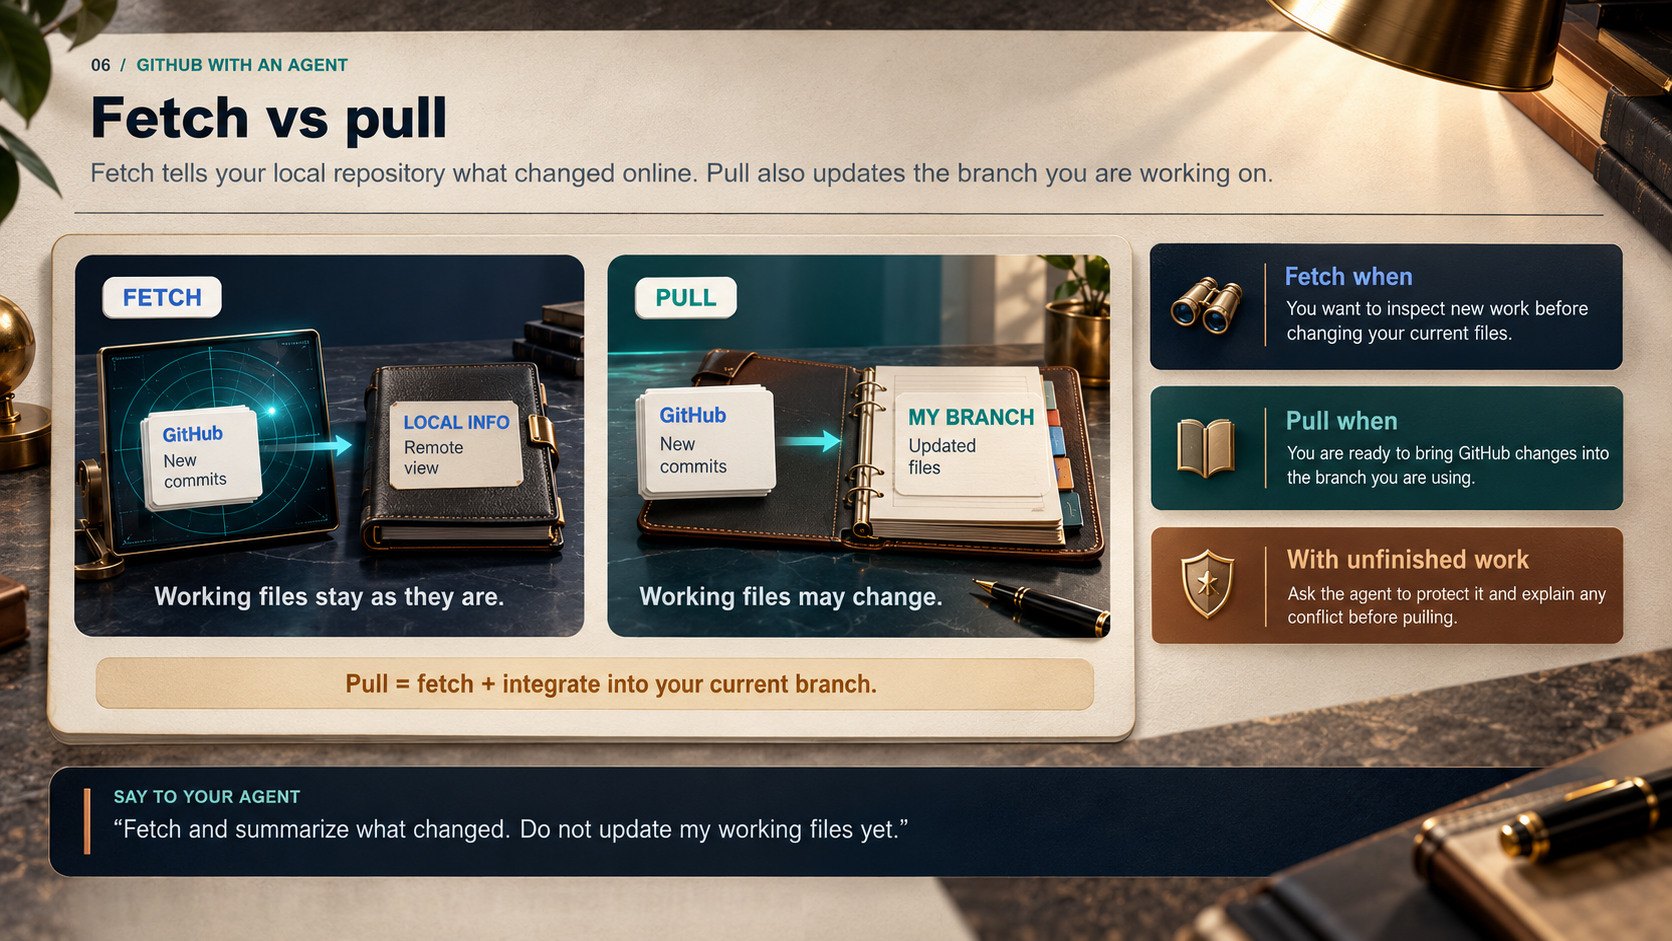 06 / GITHUB WITH AN AGENT
Fetch vs pull
Fetch tells your local repository what changed online. Pull also updates the branch you are working on.
FETCH
GitHub
New
commits
LOCAL INFO
Remote
view
Working files stay as they are.
PULL
GitHub
New
commits
MY BRANCH
Updated
files
Working files may change.
Pull = fetch + integrate into your current branch.
Fetch when
You want to inspect new work before
changing your current files.
Pull when
You are ready to bring GitHub changes into
the branch you are using.
With unfinished work
Ask the agent to protect it and explain any
conflict before pulling.
SAY TO YOUR AGENT
“Fetch and summarize what changed. Do not update my working files yet.”